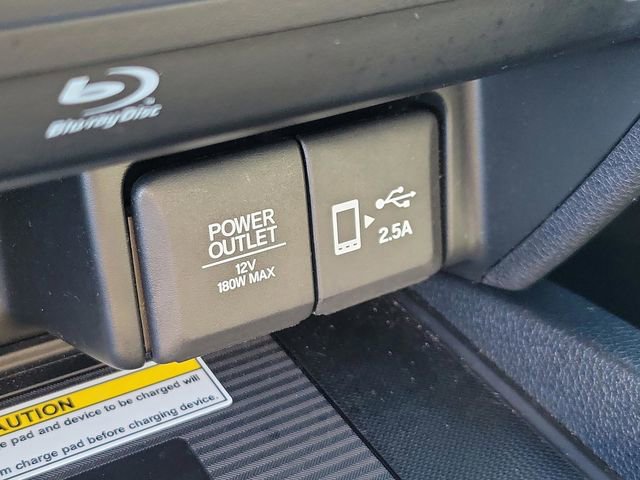 Blu-ray Disc
POWER
OUTLET
12V
180W MAX
2.5A
AUTION
pad and device to be charged will
m charge pad before charging device.